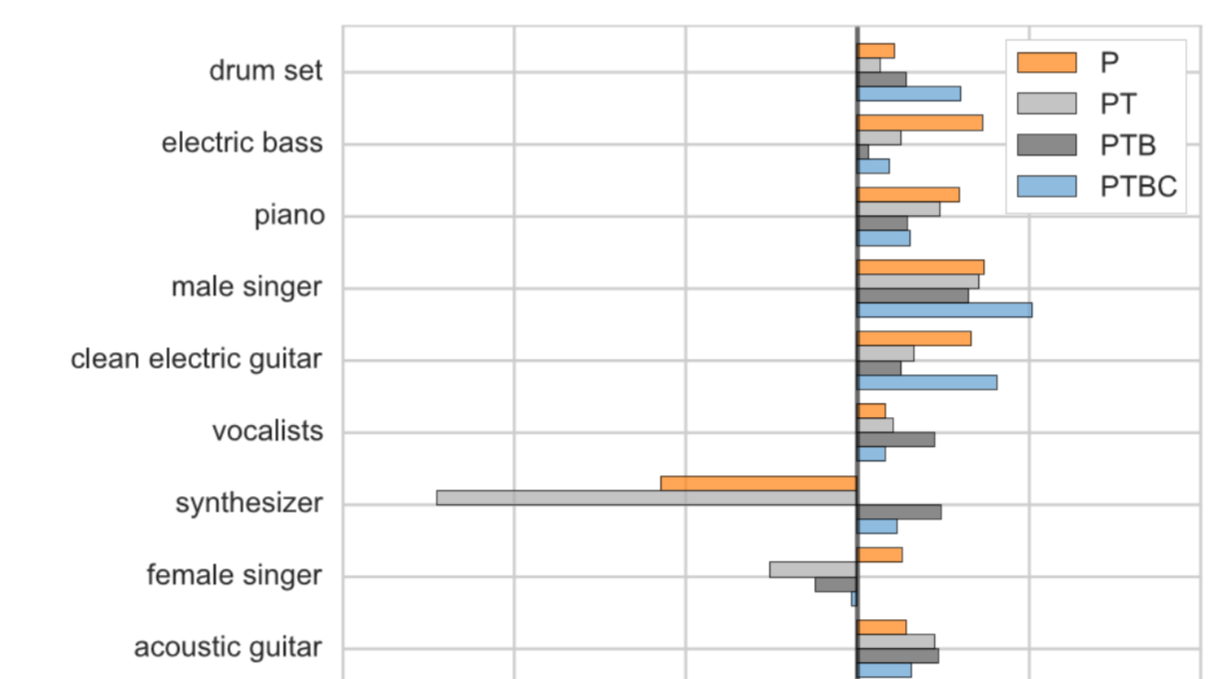 drum set
electric bass
piano
male singer
clean electric guitar
vocalists
synthesizer
female singer
acoustic guitar
P
PT
PTB
PTBC